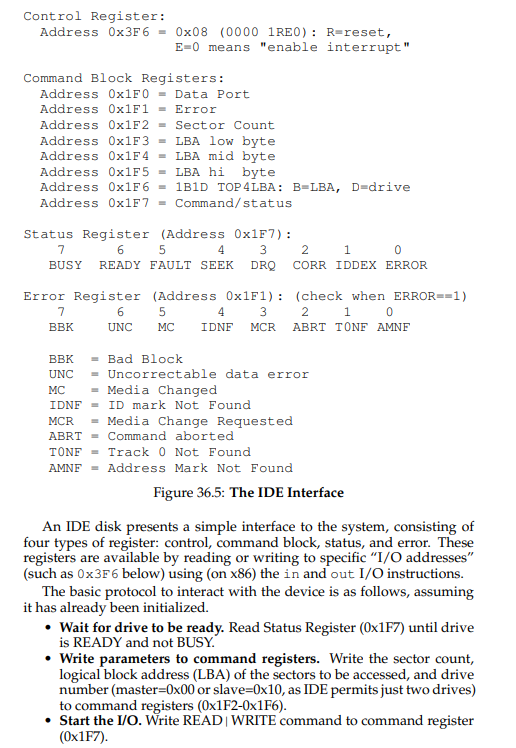 Control Register:
Address 0x3F6 = 0x08 (0000 1RE0): R=reset,
E=0 means "enable interrupt"
Command Block Registers:
Address 0x1F0 = Data Port
Address 0x1F1 = Error
Address 0x1F2 = Sector Count
Address 0x1F3 = LBA low byte
Address 0x1F4 = LBA mid byte
Address 0x1F5 = LBA hi  byte
Address 0x1F6 = 1B1D TOP4LBA: B=LBA, D=drive
Address 0x1F7 = Command/status
Status Register (Address 0x1F7):
7 6 5 4 3 2 1 0
BUSY READY FAULT SEEK DRQ CORR IDDEX ERROR
Error Register (Address 0x1F1): (check when ERROR==1)
7 6 5 4 3 2 1 0
BBK UNC MC IDNF MCR ABRT T0NF AMNF
BBK = Bad Block
UNC = Uncorrectable data error
MC = Media Changed
IDNF = ID mark Not Found
MCR = Media Change Requested
ABRT = Command aborted
T0NF = Track 0 Not Found
AMNF = Address Mark Not Found
Figure 36.5: The IDE Interface
An IDE disk presents a simple interface to the system, consisting of
four types of register: control, command block, status, and error. These
registers are available by reading or writing to specific “I/O addresses”
(such as 0x3F6 below) using (on x86) the in and out I/O instructions.
The basic protocol to interact with the device is as follows, assuming
it has already been initialized.
• Wait for drive to be ready. Read Status Register (0x1F7) until drive
is READY and not BUSY.
• Write parameters to command registers. Write the sector count,
logical block address (LBA) of the sectors to be accessed, and drive
number (master=0x00 or slave=0x10, as IDE permits just two drives)
to command registers (0x1F2-0x1F6).
• Start the I/O. Write READ|WRITE command to command register
(0x1F7).